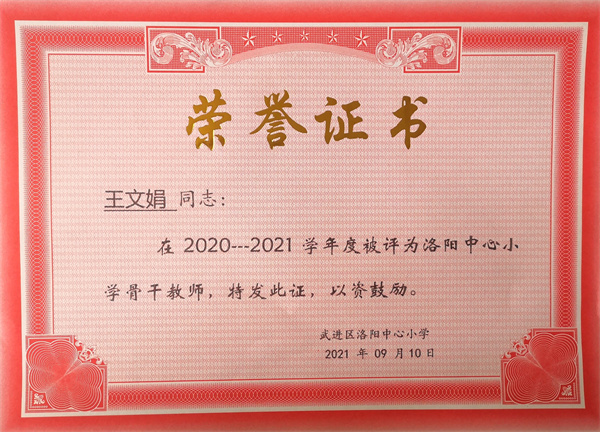 荣誉证书
王文娟 同志：
在 2020---2021 学年度被评为洛阳中心小
学骨干教师，特发此证，以资鼓励。
武进区洛阳中心小学
2021 年 09 月 10 日